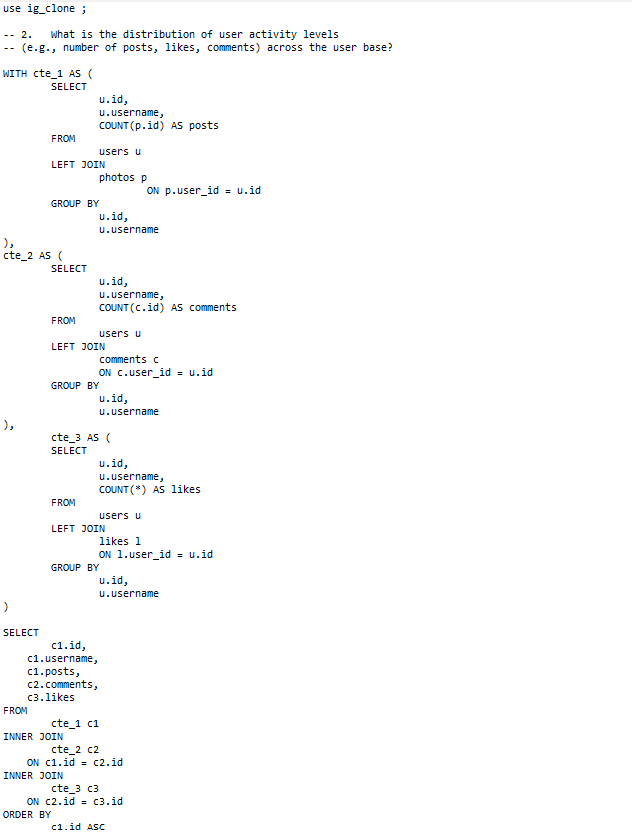 use ig_clone ;
-- 2.   What is the distribution of user activity levels
-- (e.g., number of posts, likes, comments) across the user base?
WITH cte_1 AS (
SELECT
u.id,
u.username,
COUNT(p.id) AS posts
FROM
users u
LEFT JOIN
photos p
ON p.user_id = u.id
GROUP BY
u.id,
u.username
),
cte_2 AS (
SELECT
u.id,
u.username,
COUNT(c.id) AS comments
FROM
users u
LEFT JOIN
comments c
ON c.user_id = u.id
GROUP BY
u.id,
u.username
),
cte_3 AS (
SELECT
u.id,
u.username,
COUNT(*) AS likes
FROM
users u
LEFT JOIN
likes l
ON l.user_id = u.id
GROUP BY
u.id,
u.username
)
SELECT
c1.id,
c1.username,
c1.posts,
c2.comments,
c3.likes
FROM
cte_1 c1
INNER JOIN
cte_2 c2
ON c1.id = c2.id
INNER JOIN
cte_3 c3
ON c2.id = c3.id
ORDER BY
c1.id ASC